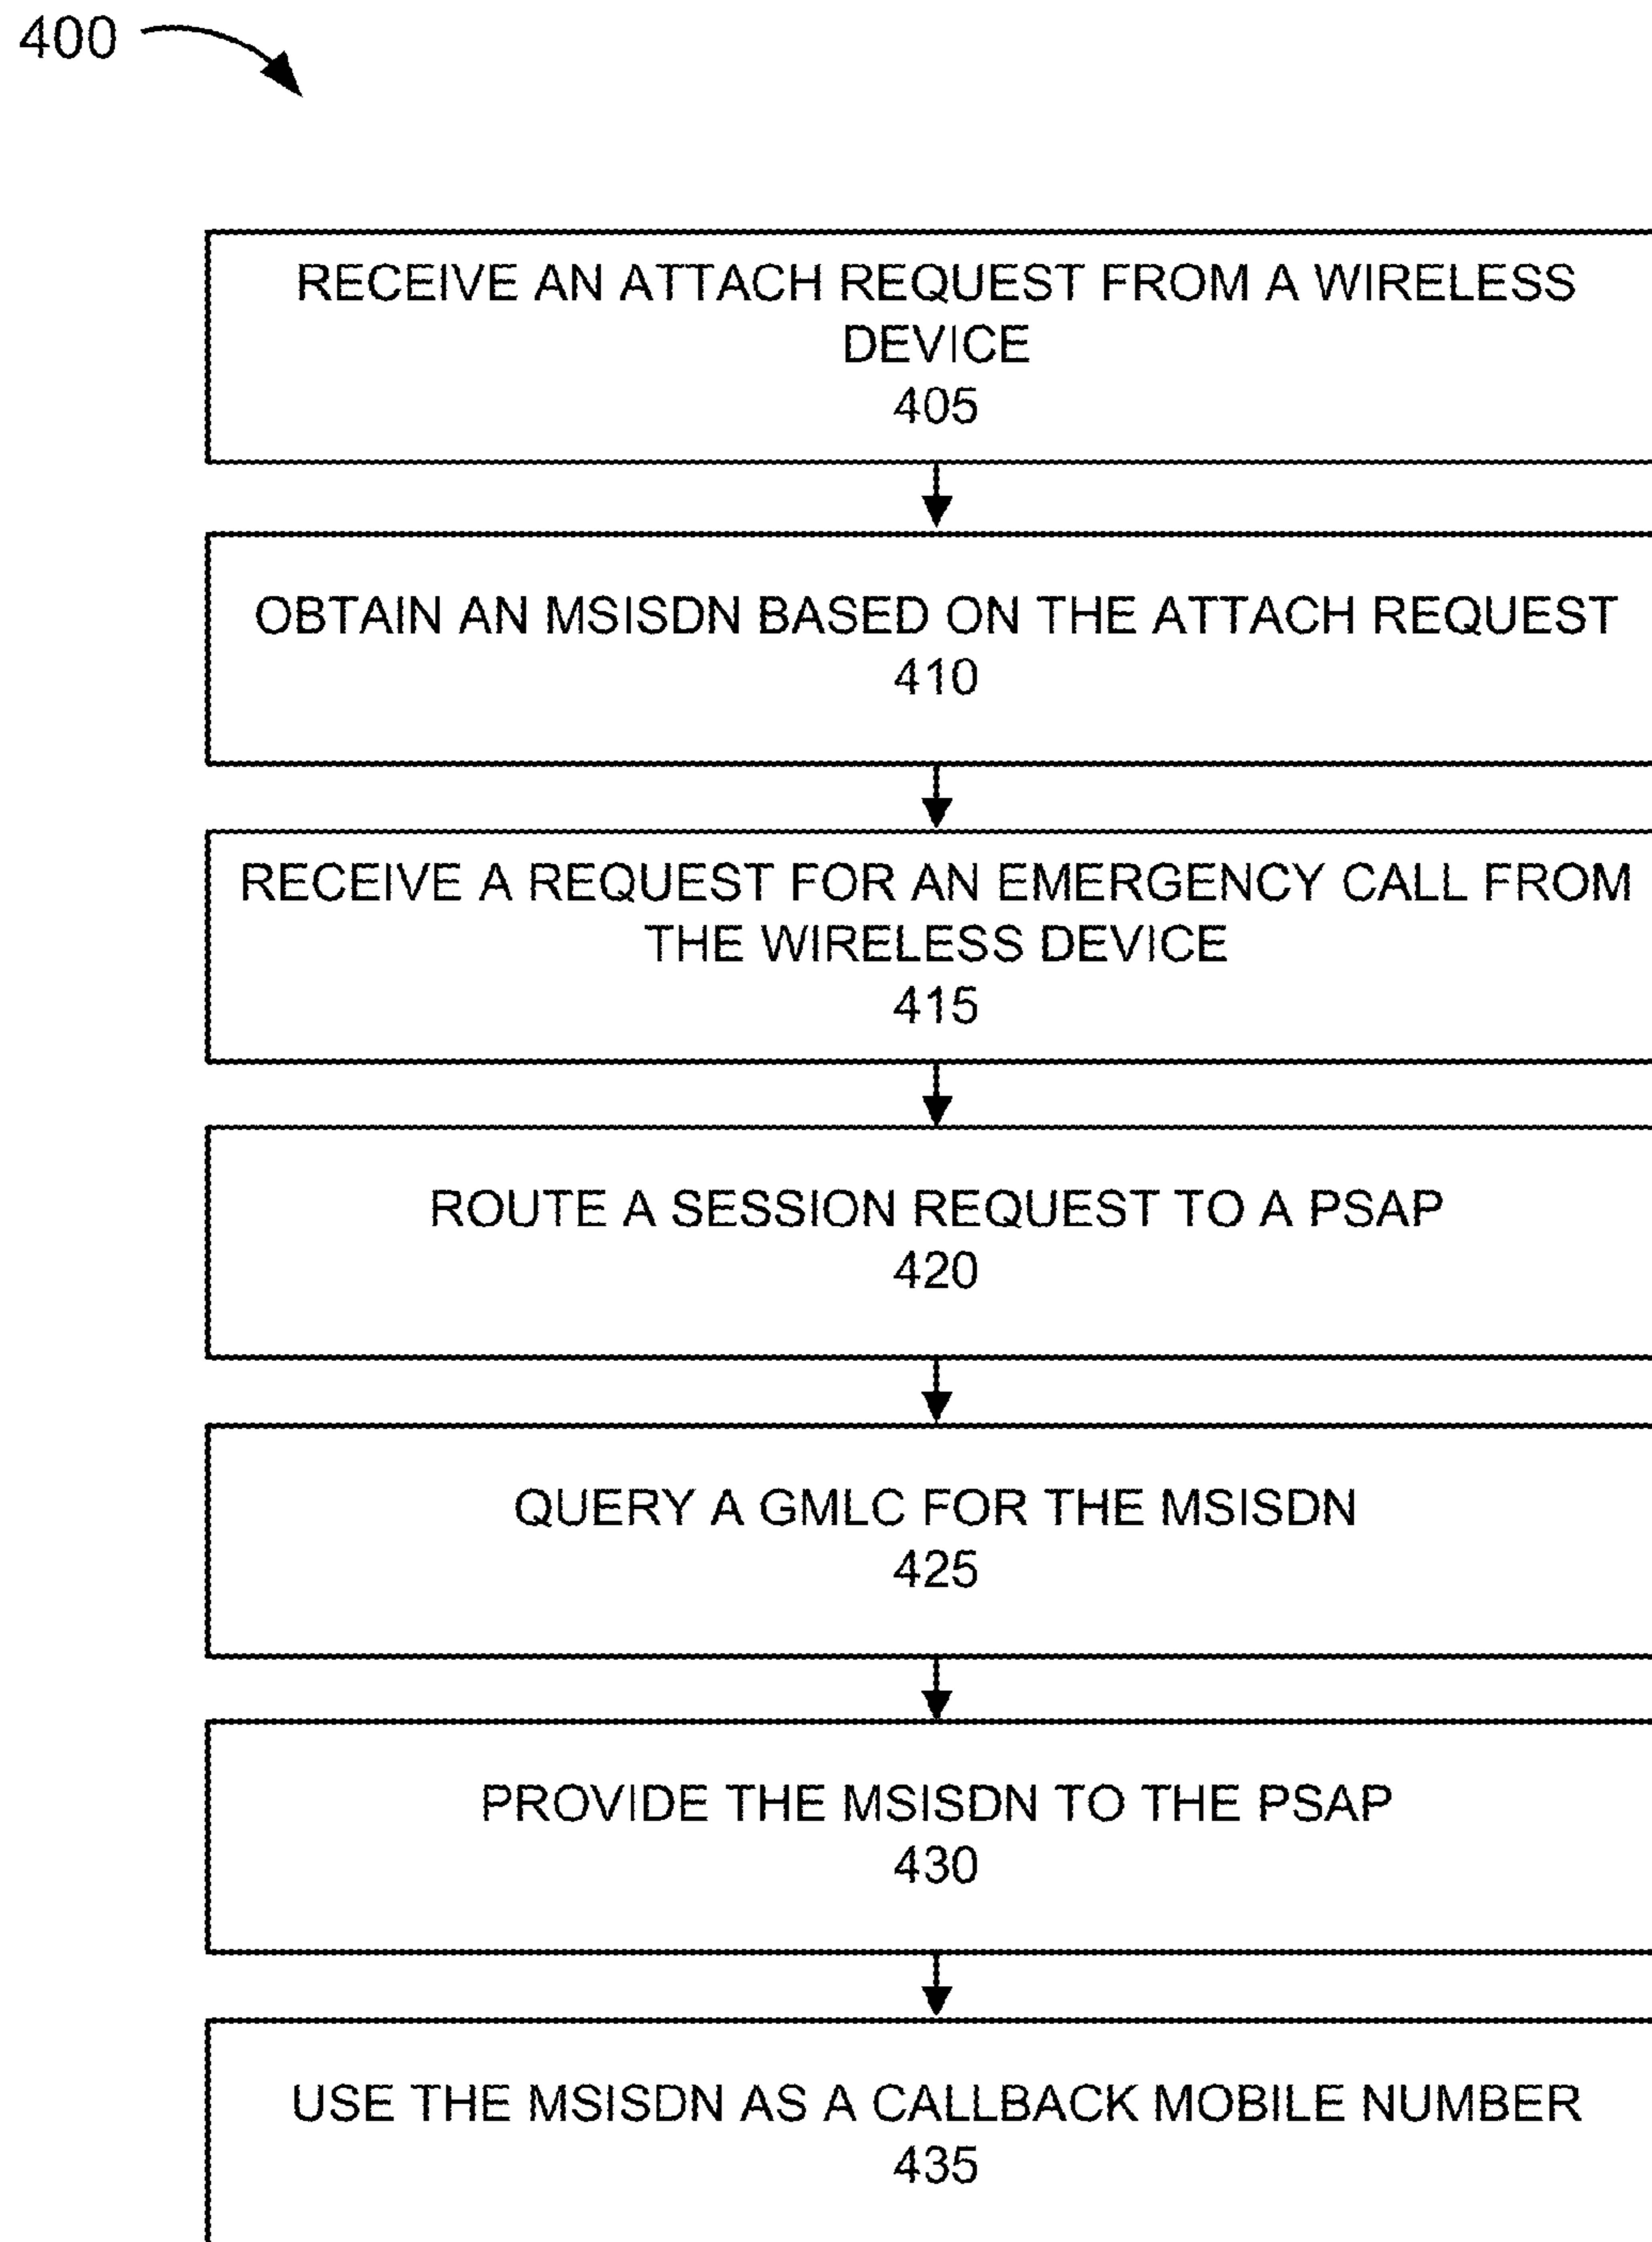 400
RECEIVE AN ATTACH REQUEST FROM A WIRELESS
DEVICE
405
OBTAIN AN MSISDN BASED ON THE ATTACH REQUEST
410
RECEIVE A REQUEST FOR AN EMERGENCY CALL FROM
THE WIRELESS DEVICE
415
ROUTE A SESSION REQUEST TO A PSAP
420
QUERY A GMLC FOR THE MSISDN
425
PROVIDE THE MSISDN TO THE PSAP
430
USE THE MSISDN AS A CALLBACK MOBILE NUMBER
435